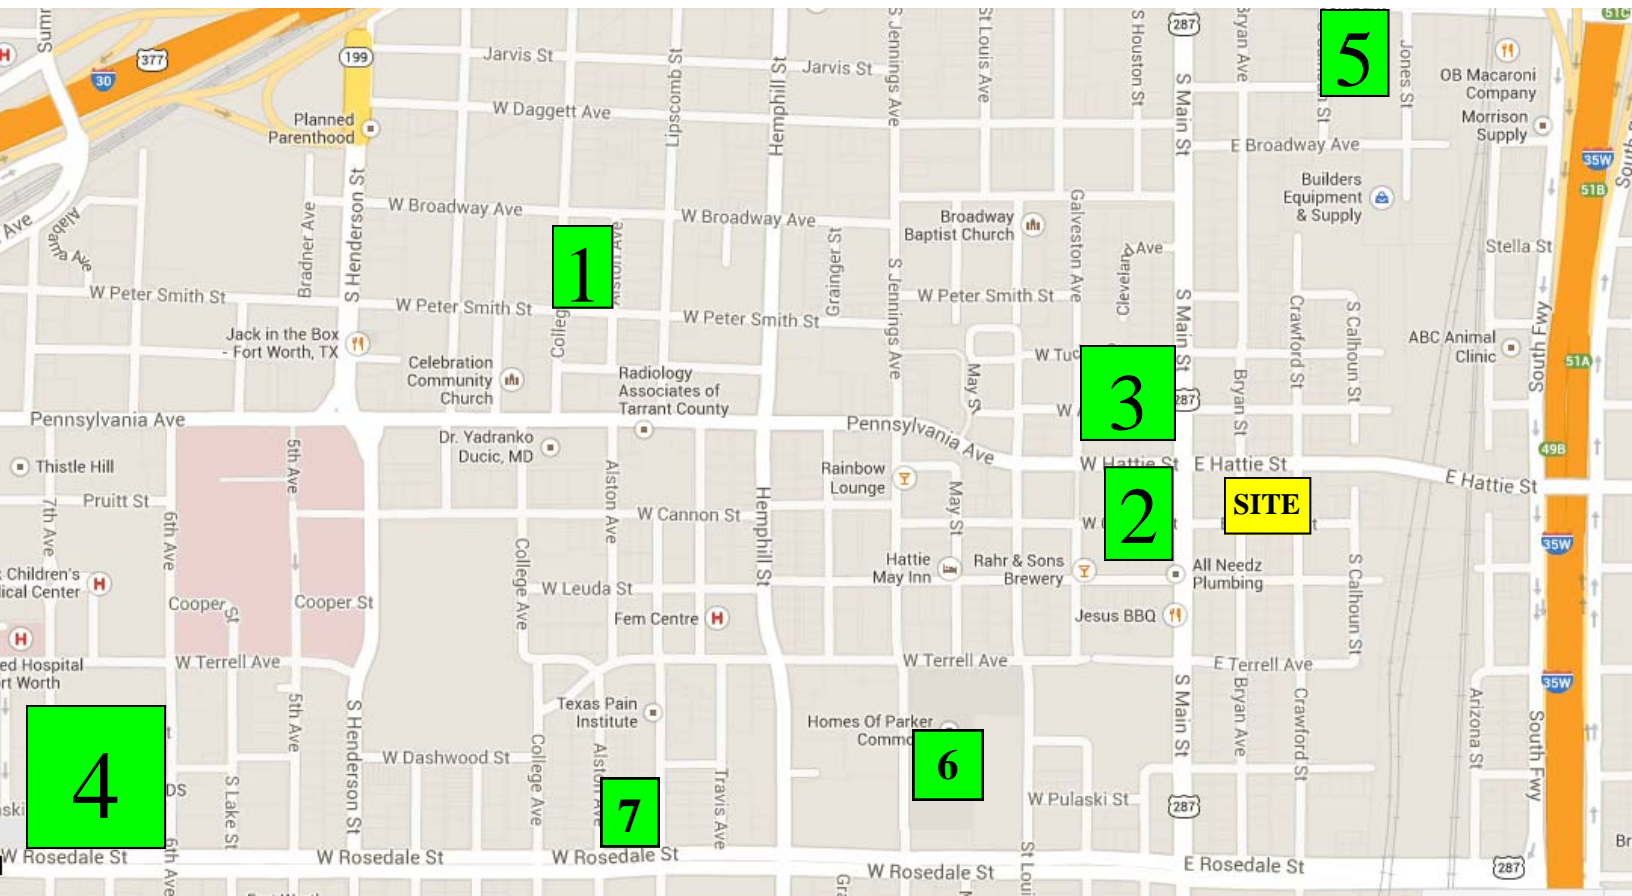 Jarvis St
Jarvis St
W Daggett Ave
S Jennings Ave
St Louis Ave
S Houston St
287
S Main St
Bryan Ave
5
Jones St
OB Macaroni
Company
Morrison
Supply
377
30
199
Planned
Parenthood
Lipscomb St
Hemphill St
E Broadway Ave
35W
51B
Builders
Equipment
& Supply
W Broadway Ave
W Broadway Ave
Broadway
Baptist Church
Galveston Ave
Ave
Stella St
Alabama Ave
Ave
Bradner Ave
S Henderson St
1
Grainger St
S Jennings Ave
W Peter Smith St
W Peter Smith St
W Peter Smith St
W Peter Smith St
S Main St
Crawford St
S Calhoun St
South Fwy
ABC Animal
Clinic
51A
Jack in the Box
- Fort Worth, TX
Celebration
Community
Church
Radiology
Associates of
Tarrant County
May St
3
287
Bryan St
Pennsylvania Ave
Pennsylvania Ave
Dr. Yadranko
Ducic, MD
49B
W Hattie St
E Hattie St
E Hattie St
Thistle Hill
5th Ave
Alston Ave
Rainbow
Lounge
Pruitt St
7th Ave
6th Ave
Hemphill St
W Cannon St
May St
2
SITE
35W
College Ave
Hattie
May Inn
Rahr & Sons
Brewery
All Needz
Plumbing
S Calhoun St
Children's
W Leuda St
Cooper St
Cooper St
Fem Centre
Jesus BBQ
Hospital
W Terrell Ave
W Terrell Ave
E Terrell Ave
35W
5th Ave
S Henderson St
Texas Pain
Institute
Homes Of Parker
S Main St
Bryan Ave
Crawford St
Arizona St
South Fwy
4
W Dashwood St
College Ave
6
S Lake St
7
Travis Ave
W Pulaski St
287
W Rosedale St
W Rosedale St
W Rosedale St
W Rosedale St
E Rosedale St
287
6th Ave